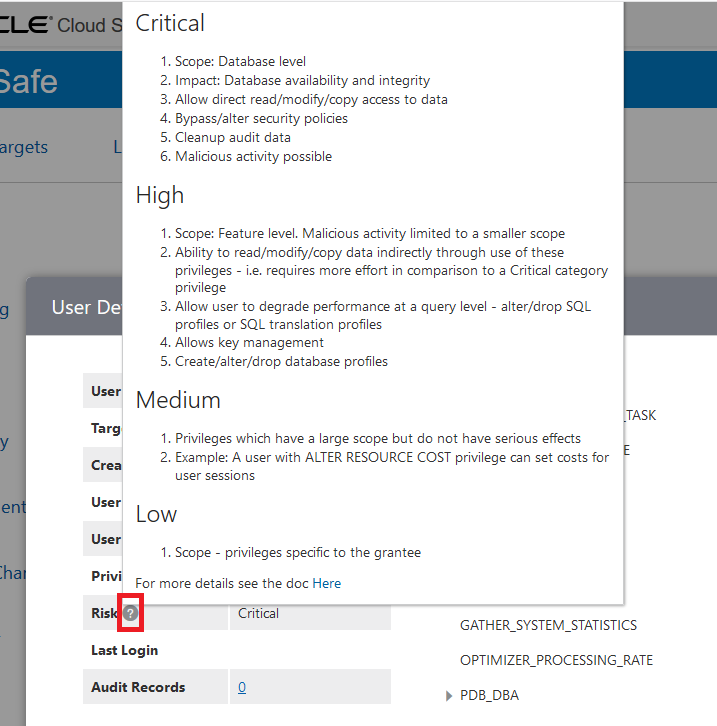 Cloud S
Critical
1. Scope: Database level
2. Impact: Database availability and integrity
3. Allow direct read/modify/copy access to data
4. Bypass/alter security policies
5. Cleanup audit data
6. Malicious activity possible
Safe
High
1. Scope: Feature level. Malicious activity limited to a smaller scope
2. Ability to read/modify/copy data indirectly through use of these
privileges - i.e. requires more effort in comparison to a Critical category
privilege
3. Allow user to degrade performance at a query level - alter/drop SQL
profiles or SQL translation profiles
4. Allows key management
5. Create/alter/drop database profiles
User De
Medium
1. Privileges which have a large scope but do not have serious effects
2. Example: A user with ALTER RESOURCE COST privilege can set costs for
user sessions
Low
1. Scope - privileges specific to the grantee
For more details see the doc Here
User
Targ
Crea
User
User
Privi
_TASK
E
Risk ? Critical
Last Login
Audit Records 0
GATHER_SYSTEM_STATISTICS
OPTIMIZER_PROCESSING_RATE
PDB_DBA